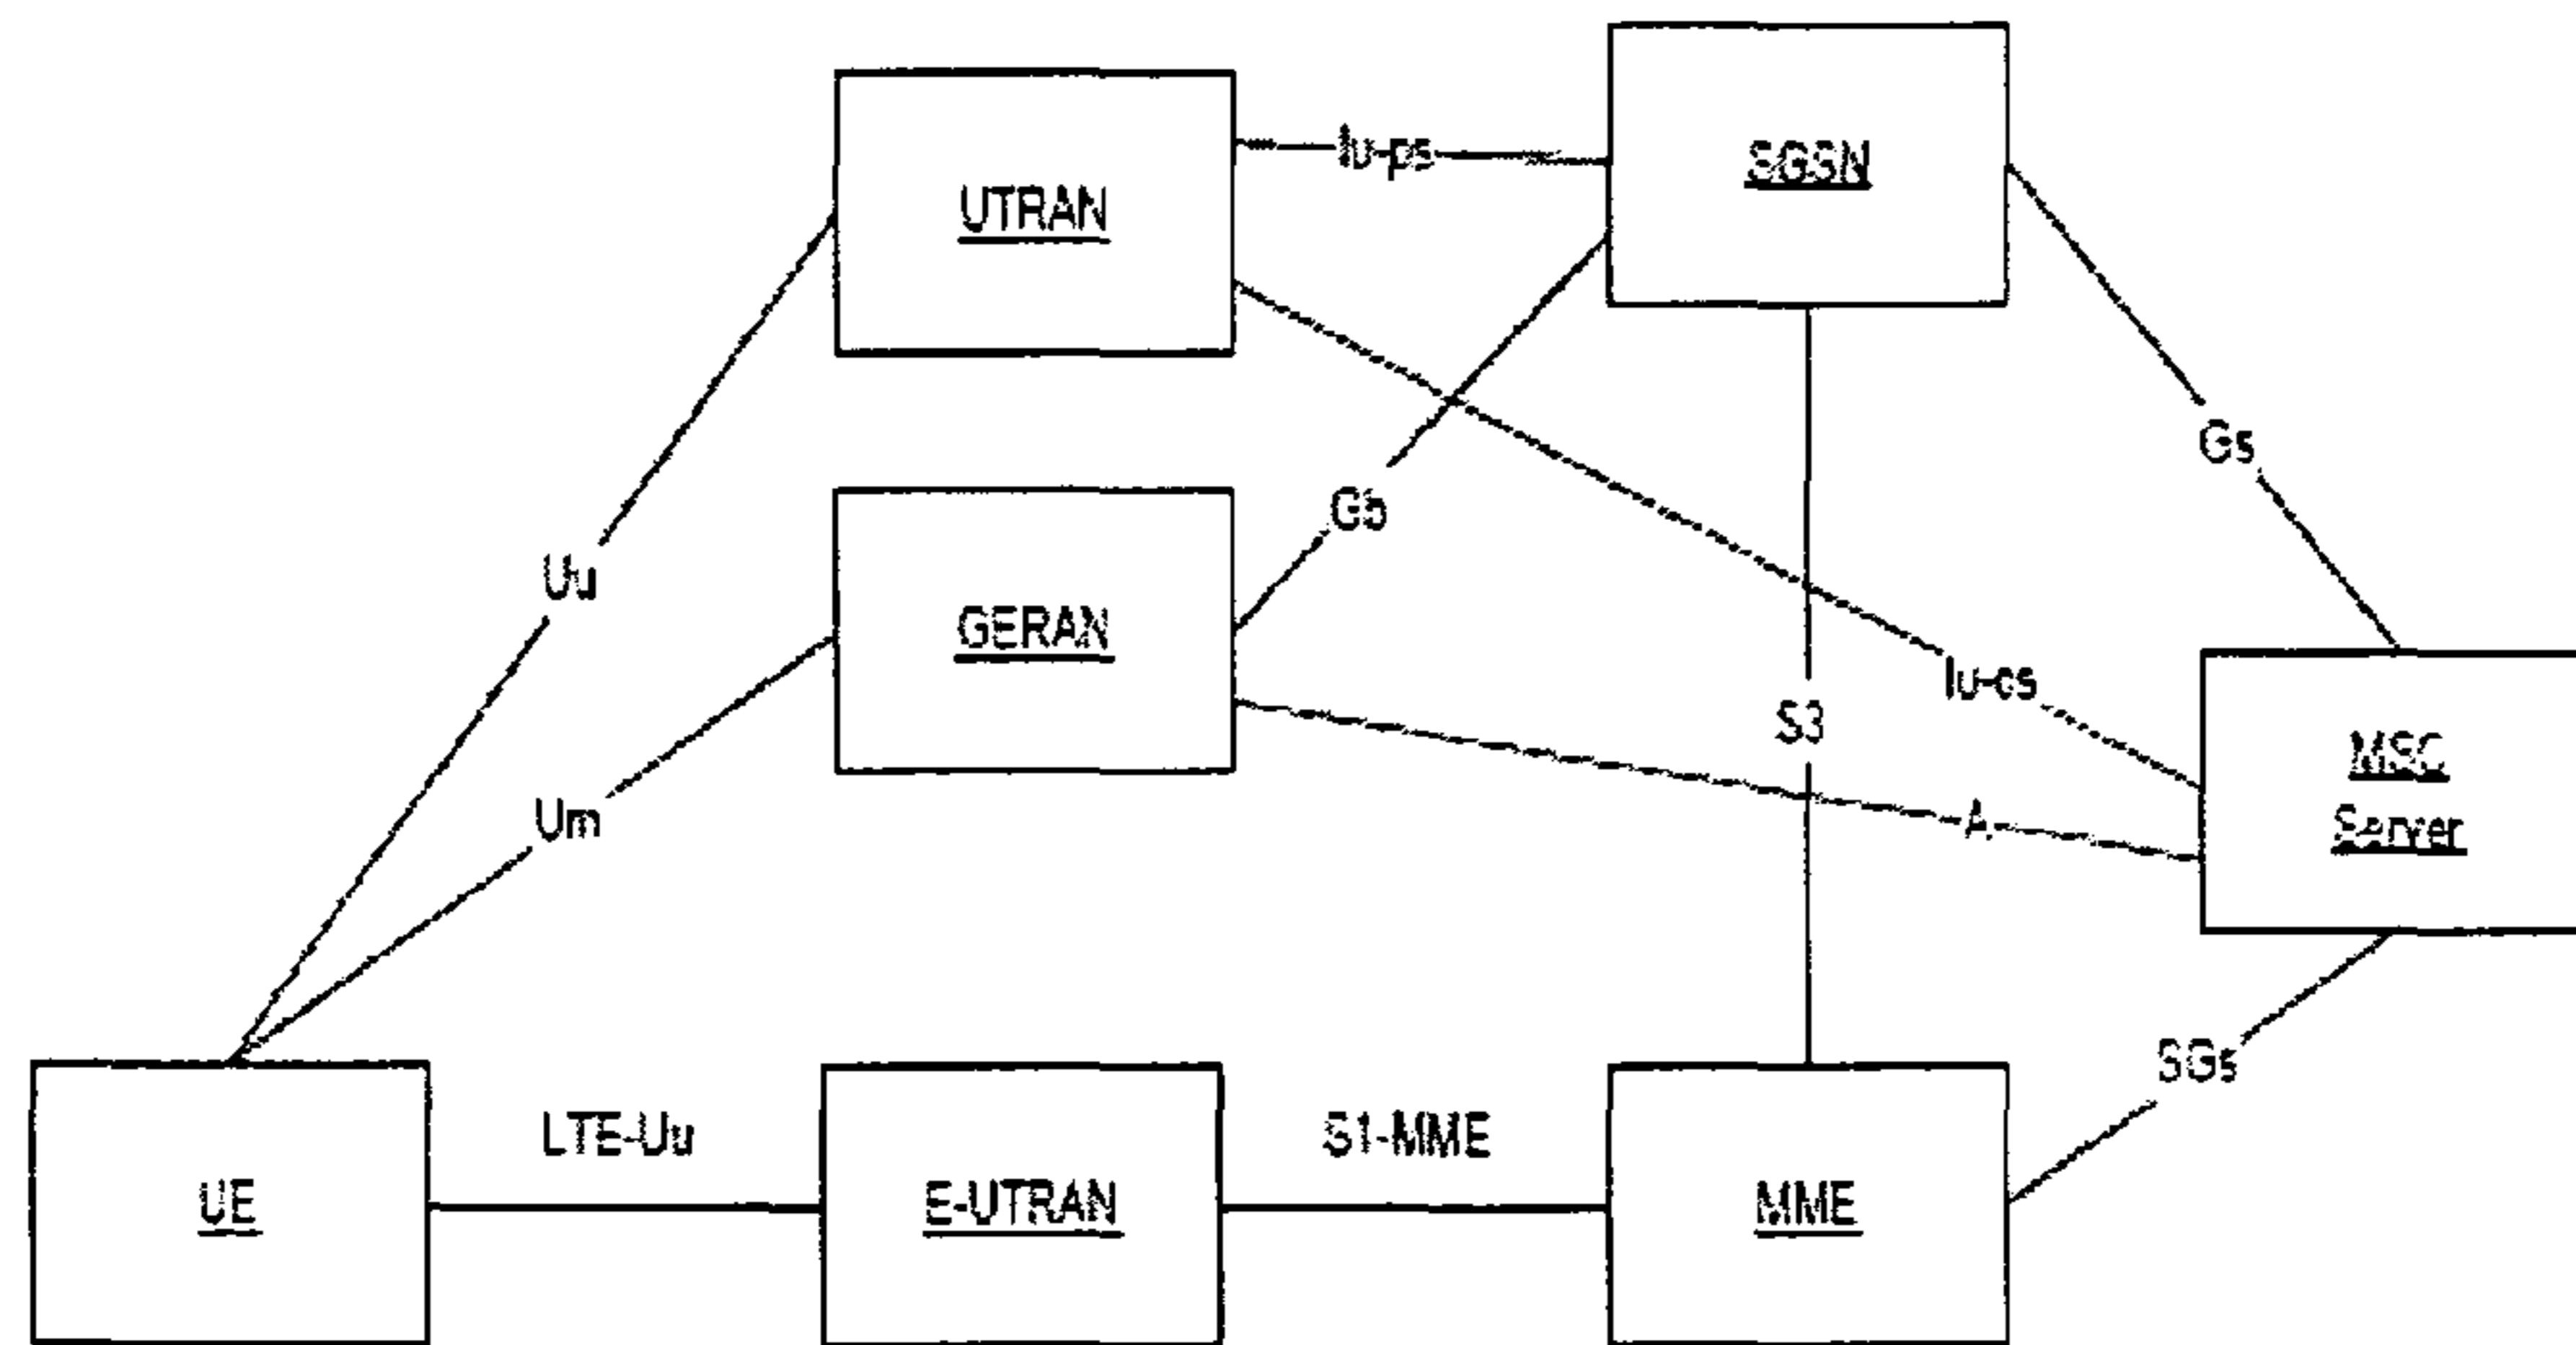 SGSN
UTRAN
Iu-ps
Gs
Gb
GERAN
Uu
Iu-cs
S3
MSC
Server
Um
A
SGs
LTE-Uu
S1-MME
UE
E-UTRAN
MME